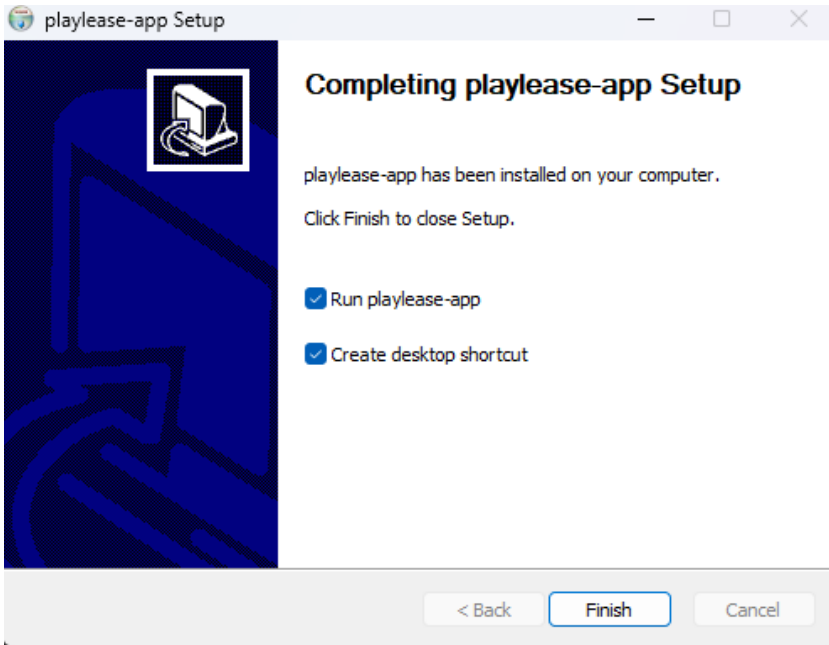 playlease-app Setup
Completing playlease-app Setup
playlease-app has been installed on your computer.
Click Finish to close Setup.
Run playlease-app
Create desktop shortcut
< Back
Finish
Cancel